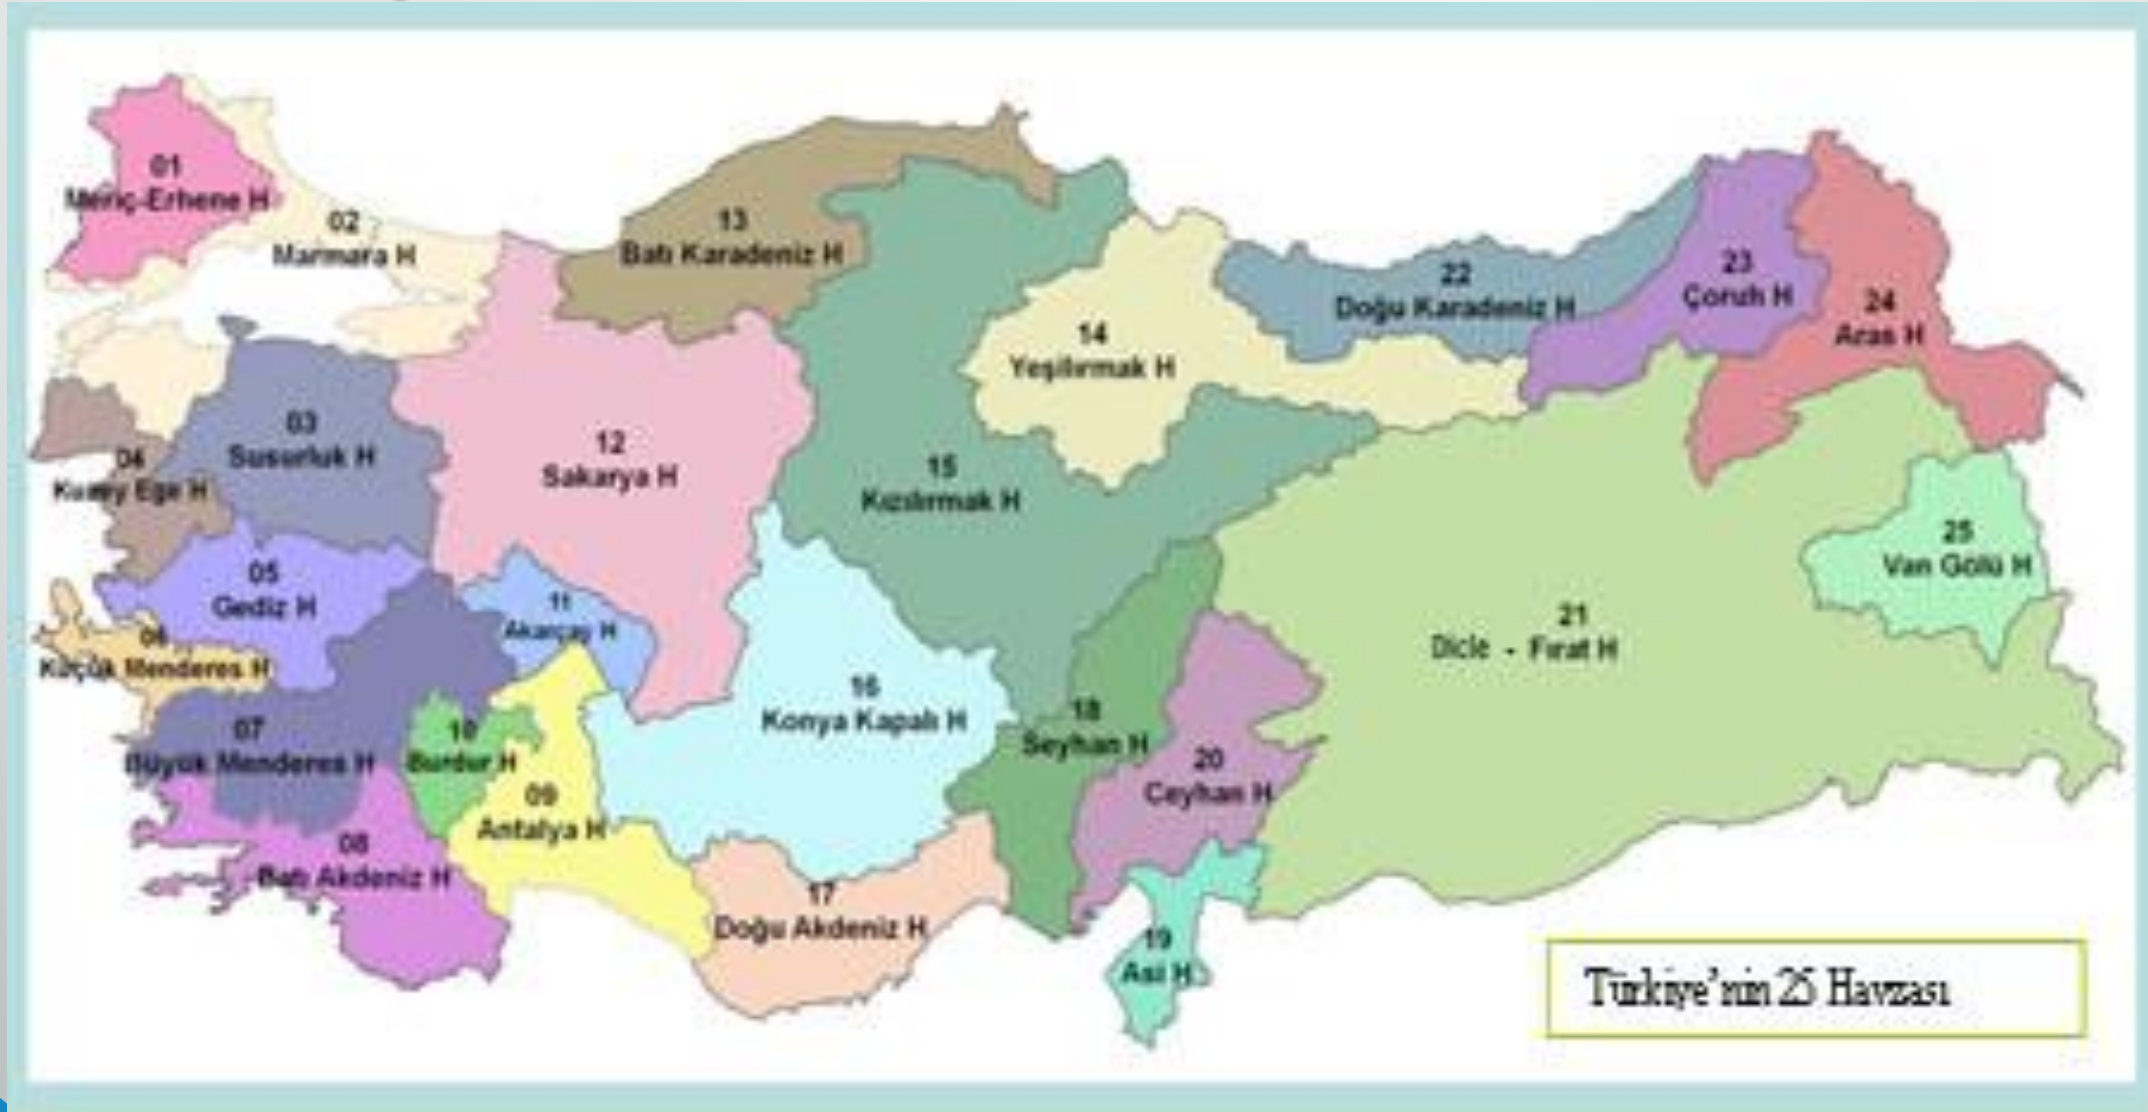 01
Meriç-Erhene H
02
Marmara H
13
Batı Karadeniz H
22
Doğu Karadeniz H
23
Çoruh H
24
Aras H
14
Yeşilırmak H
03
Susurluk H
12
Sakarya H
15
Kızılırmak H
04
Kuzey Ege H
25
Van Gölü H
05
Gediz H
11
Akarçay H
21
Dicle - Fırat H
06
Küçük Menderes H
16
Konya Kapalı H
18
Seyhan H
07
Büyük Menderes H
10
Burdur H
20
Ceyhan H
09
Antalya H
08
Batı Akdeniz H
17
Doğu Akdeniz H
19
Asi H
Türkiye'nin 25 Havzası